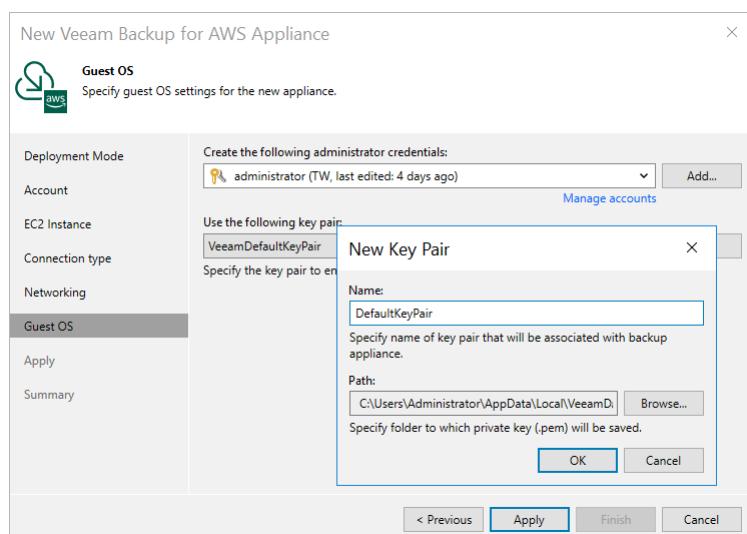 New Veeam Backup for AWS Appliance
Guest OS
Specify guest OS settings for the new appliance.
aws
Deployment Mode
Account
EC2 Instance
Connection type
Networking
Guest OS
Apply
Summary
Create the following administrator credentials:
administrator (TW, last edited: 4 days ago)
Add...
Manage accounts
Use the following key pair:
VeeamDefaultKeyPair
Specify the key pair to en
New Key Pair
Name:
DefaultKeyPair
Specify name of key pair that will be associated with backup
appliance.
Path:
C:\Users\Administrator\AppData\Local\VeeamDa
Browse...
Specify folder to which private key (.pem) will be saved.
OK
Cancel
< Previous
Apply
Finish
Cancel